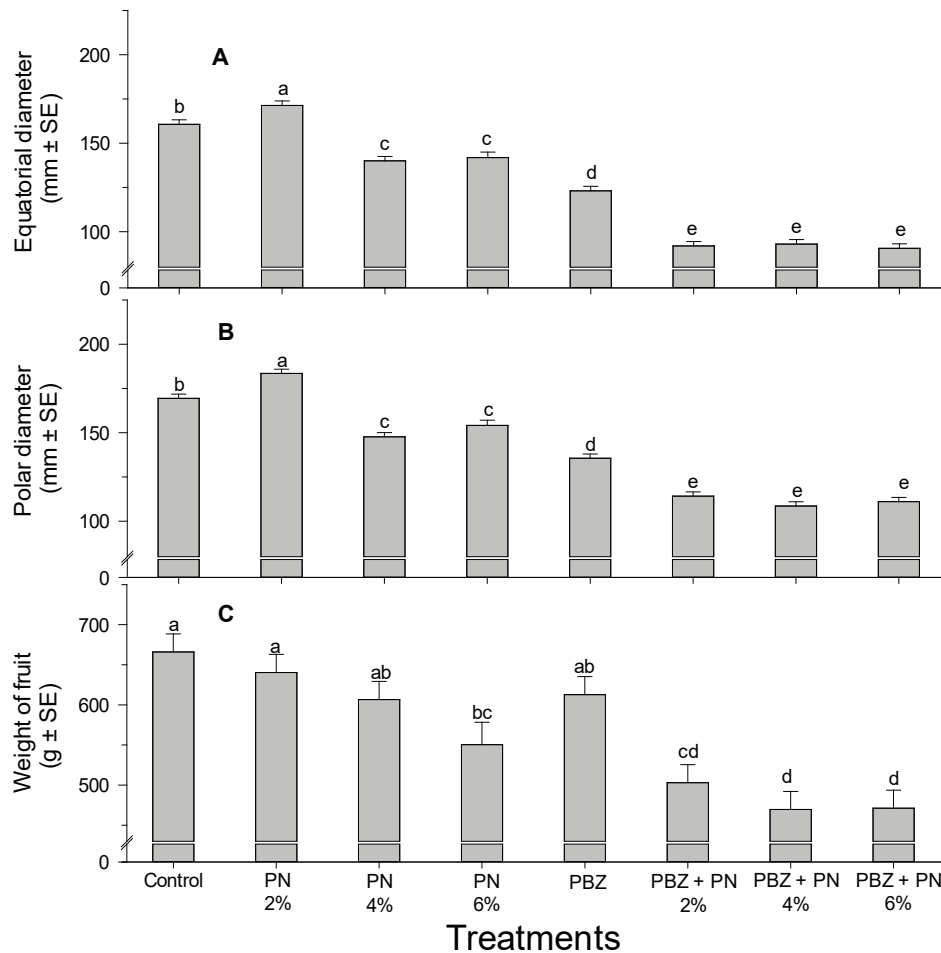 A
Equatorial diameter
(mm ± SE)
200
150
100
0
b
a
c
c
d
e
e
e
B
Polar diameter
(mm ± SE)
200
150
100
0
b
a
c
c
d
e
e
e
C
Weight of fruit
(g ± SE)
700
600
500
0
a
a
ab
bc
ab
cd
d
d
Control
PN
2%
PN
4%
PN
6%
PBZ
PBZ + PN
2%
PBZ + PN
4%
PBZ + PN
6%
Treatments